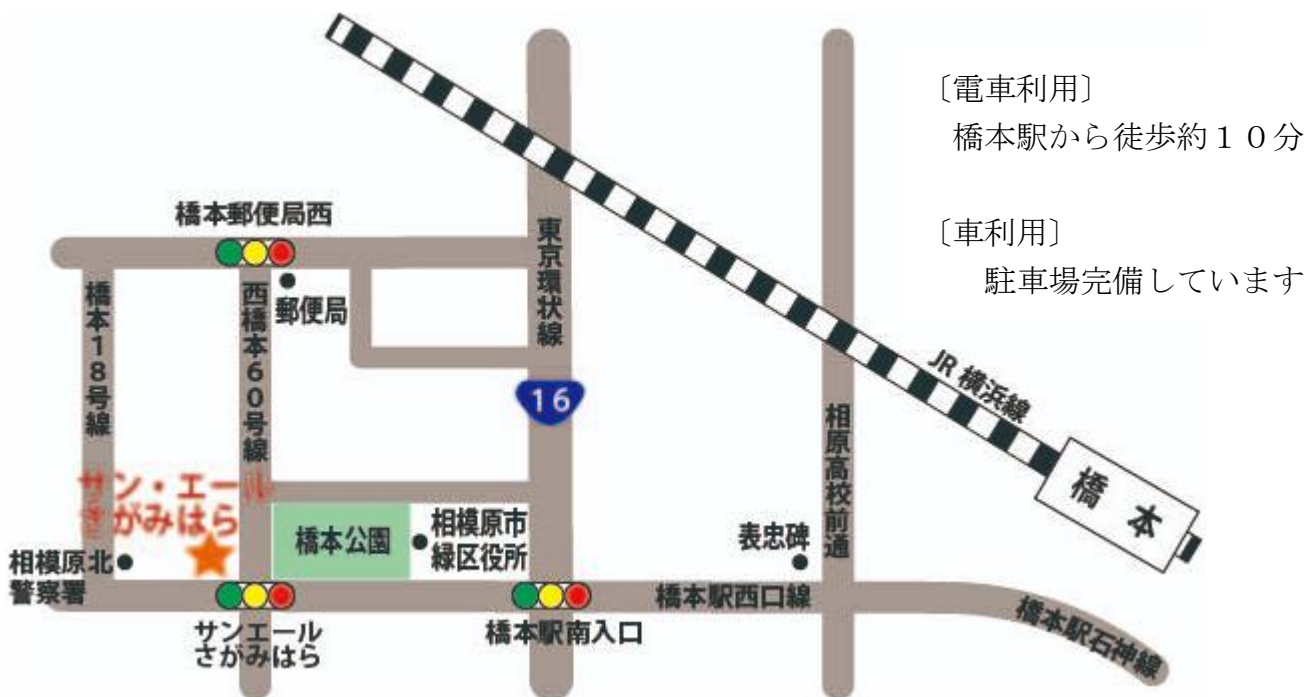 〔電車利用〕
橋本駅から徒歩約１０分
〔車利用〕
駐車場完備しています
橋本郵便局西
郵便局
橋本18号線
西橋本60号線
東京環状線
16
JR 横浜線
橋本
相原高校前通
サン・エール
さがみはら
橋本公園
相模原市
緑区役所
表忠碑
相模原北
警察署
サンエール
さがみはら
橋本駅南入口
橋本駅西口線
橋本駅石神線